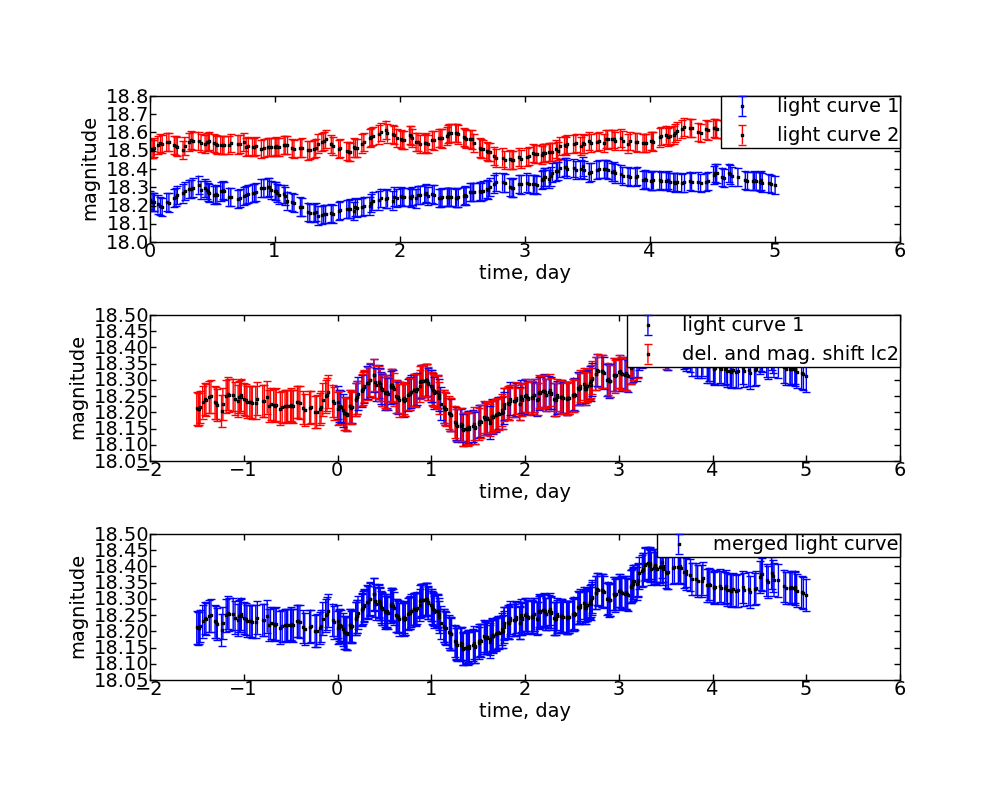 18.8
18.7
18.6
18.5
18.4
18.3
18.2
18.1
18.0
magnitude
light curve 1
light curve 2
0 1 2 3 4 5 6
time, day
18.50
18.45
18.40
18.35
18.30
18.25
18.20
18.15
18.10
18.05
magnitude
light curve 1
del. and mag. shift lc2
−2 −1 0 1 2 3 4 5 6
time, day
18.50
18.45
18.40
18.35
18.30
18.25
18.20
18.15
18.10
18.05
magnitude
merged light curve
−2 −1 0 1 2 3 4 5 6
time, day